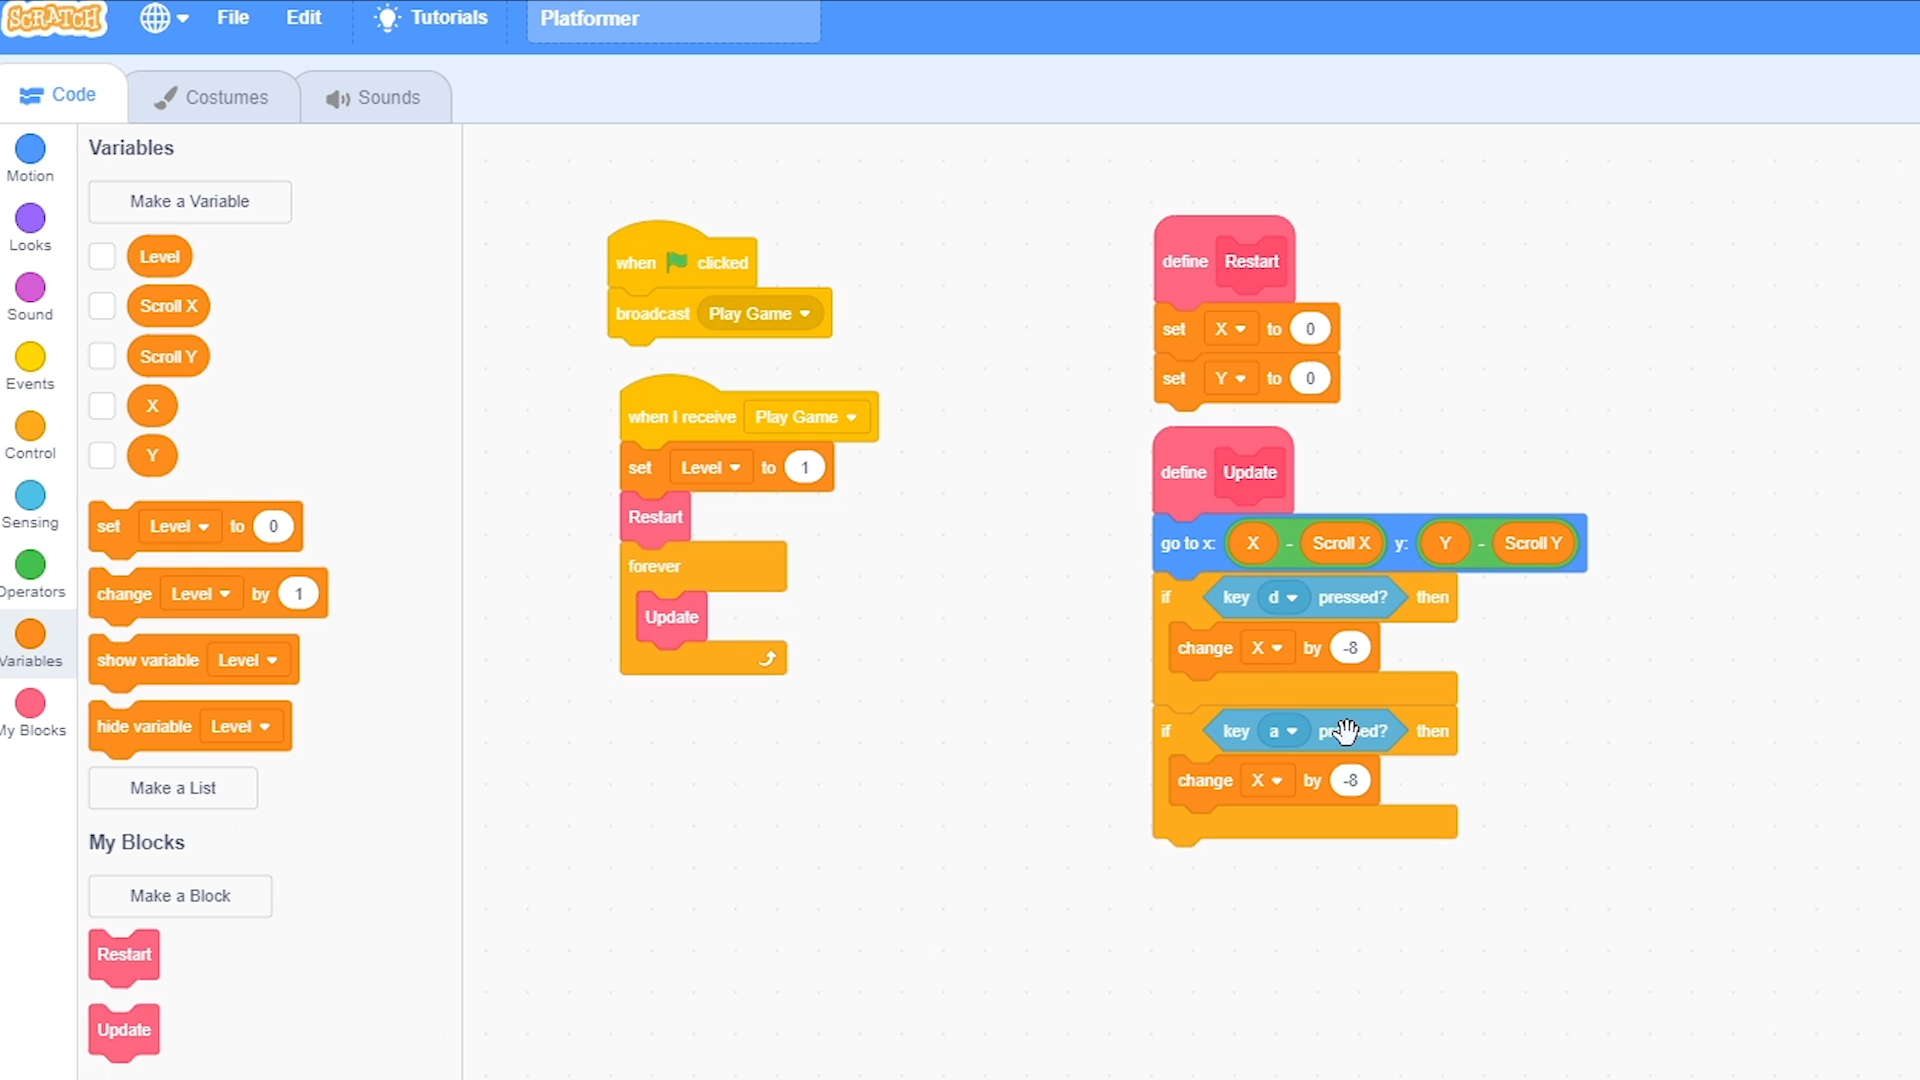 SCRATCH File Edit Tutorials Platformer
Code Costumes Sounds
Motion
Looks
Sound
Events
Control
Sensing
Operators
Variables
My Blocks
Variables
Make a Variable
Level
Scroll X
Scroll Y
X
Y
set Level to 0
change Level by 1
show variable Level
hide variable Level
Make a List
My Blocks
Make a Block
Restart
Update
when clicked
broadcast Play Game
when I receive Play Game
set Level to 1
Restart
forever
Update
define Restart
set X to 0
set Y to 0
define Update
go to x: X - Scroll X y: Y - Scroll Y
if key d pressed? then
change X by -8
if key a pressed? then
change X by -8